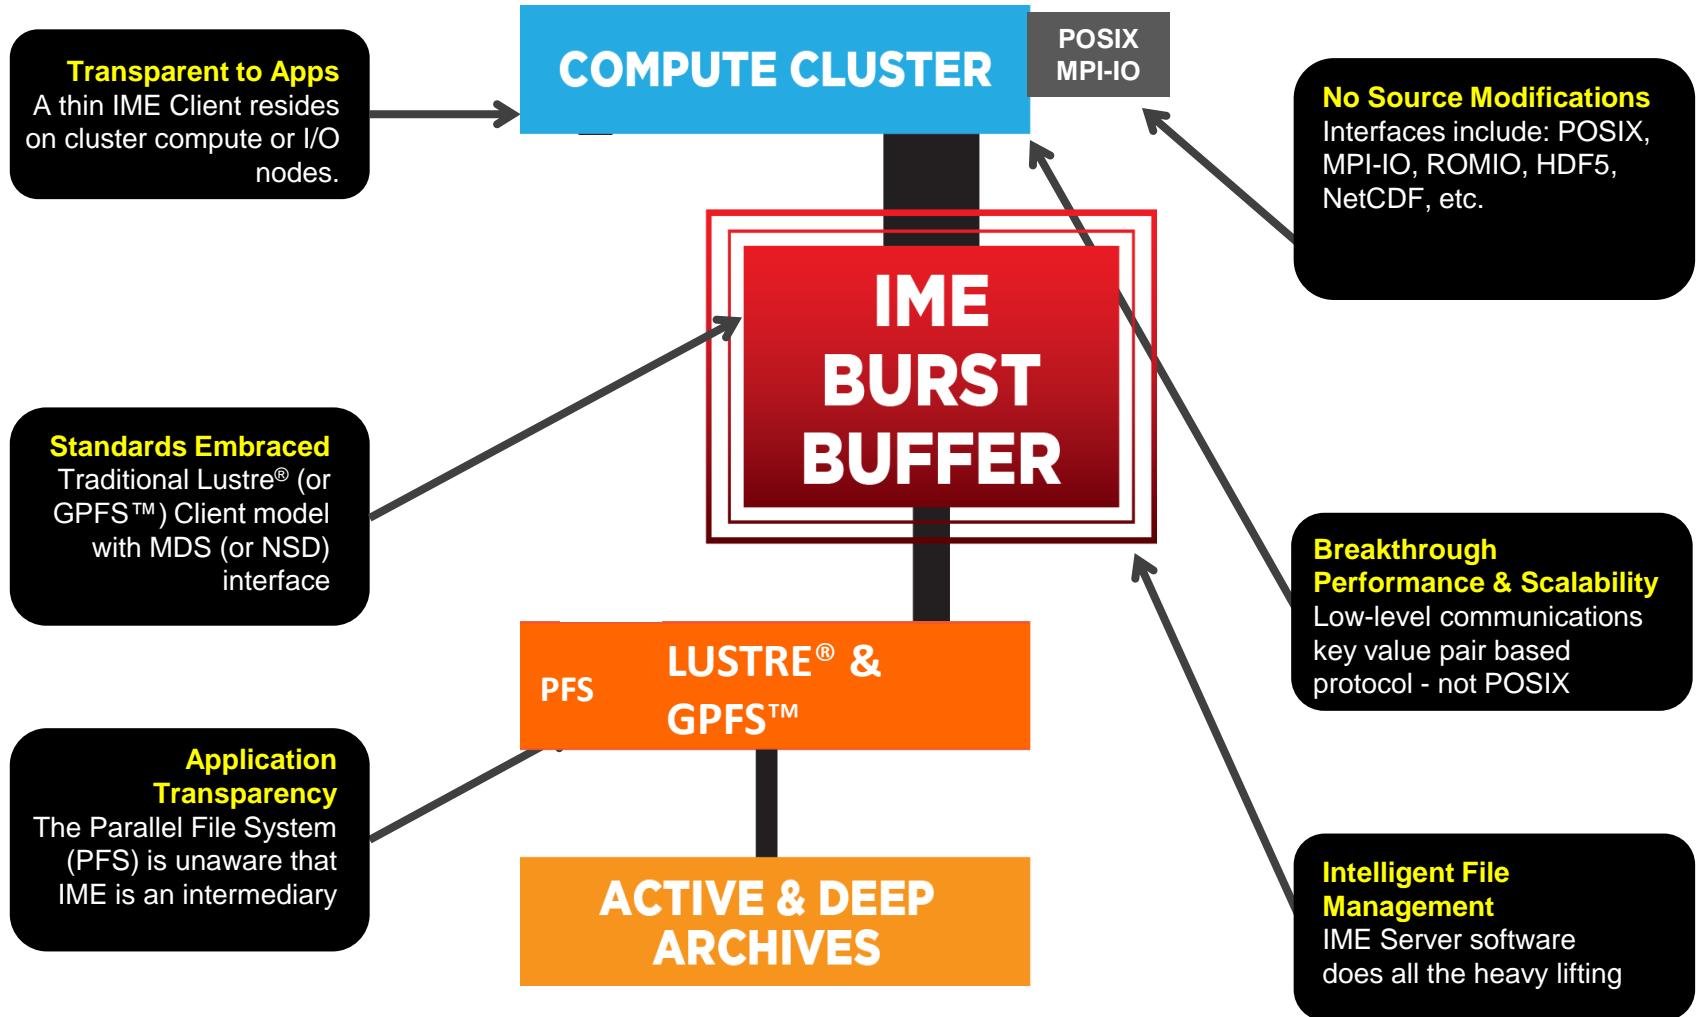 COMPUTE CLUSTER
POSIX
MPI-IO
Transparent to Apps
A thin IME Client resides
on cluster compute or I/O
nodes.
No Source Modifications
Interfaces include: POSIX,
MPI-IO, ROMIO, HDF5,
NetCDF, etc.
IME
BURST
BUFFER
Standards Embraced
Traditional Lustre® (or
GPFS™) Client model
with MDS (or NSD)
interface
Breakthrough
Performance & Scalability
Low-level communications
key value pair based
protocol - not POSIX
PFS
LUSTRE® &
GPFS™
Application
Transparency
The Parallel File System
(PFS) is unaware that
IME is an intermediary
ACTIVE & DEEP
ARCHIVES
Intelligent File
Management
IME Server software
does all the heavy lifting